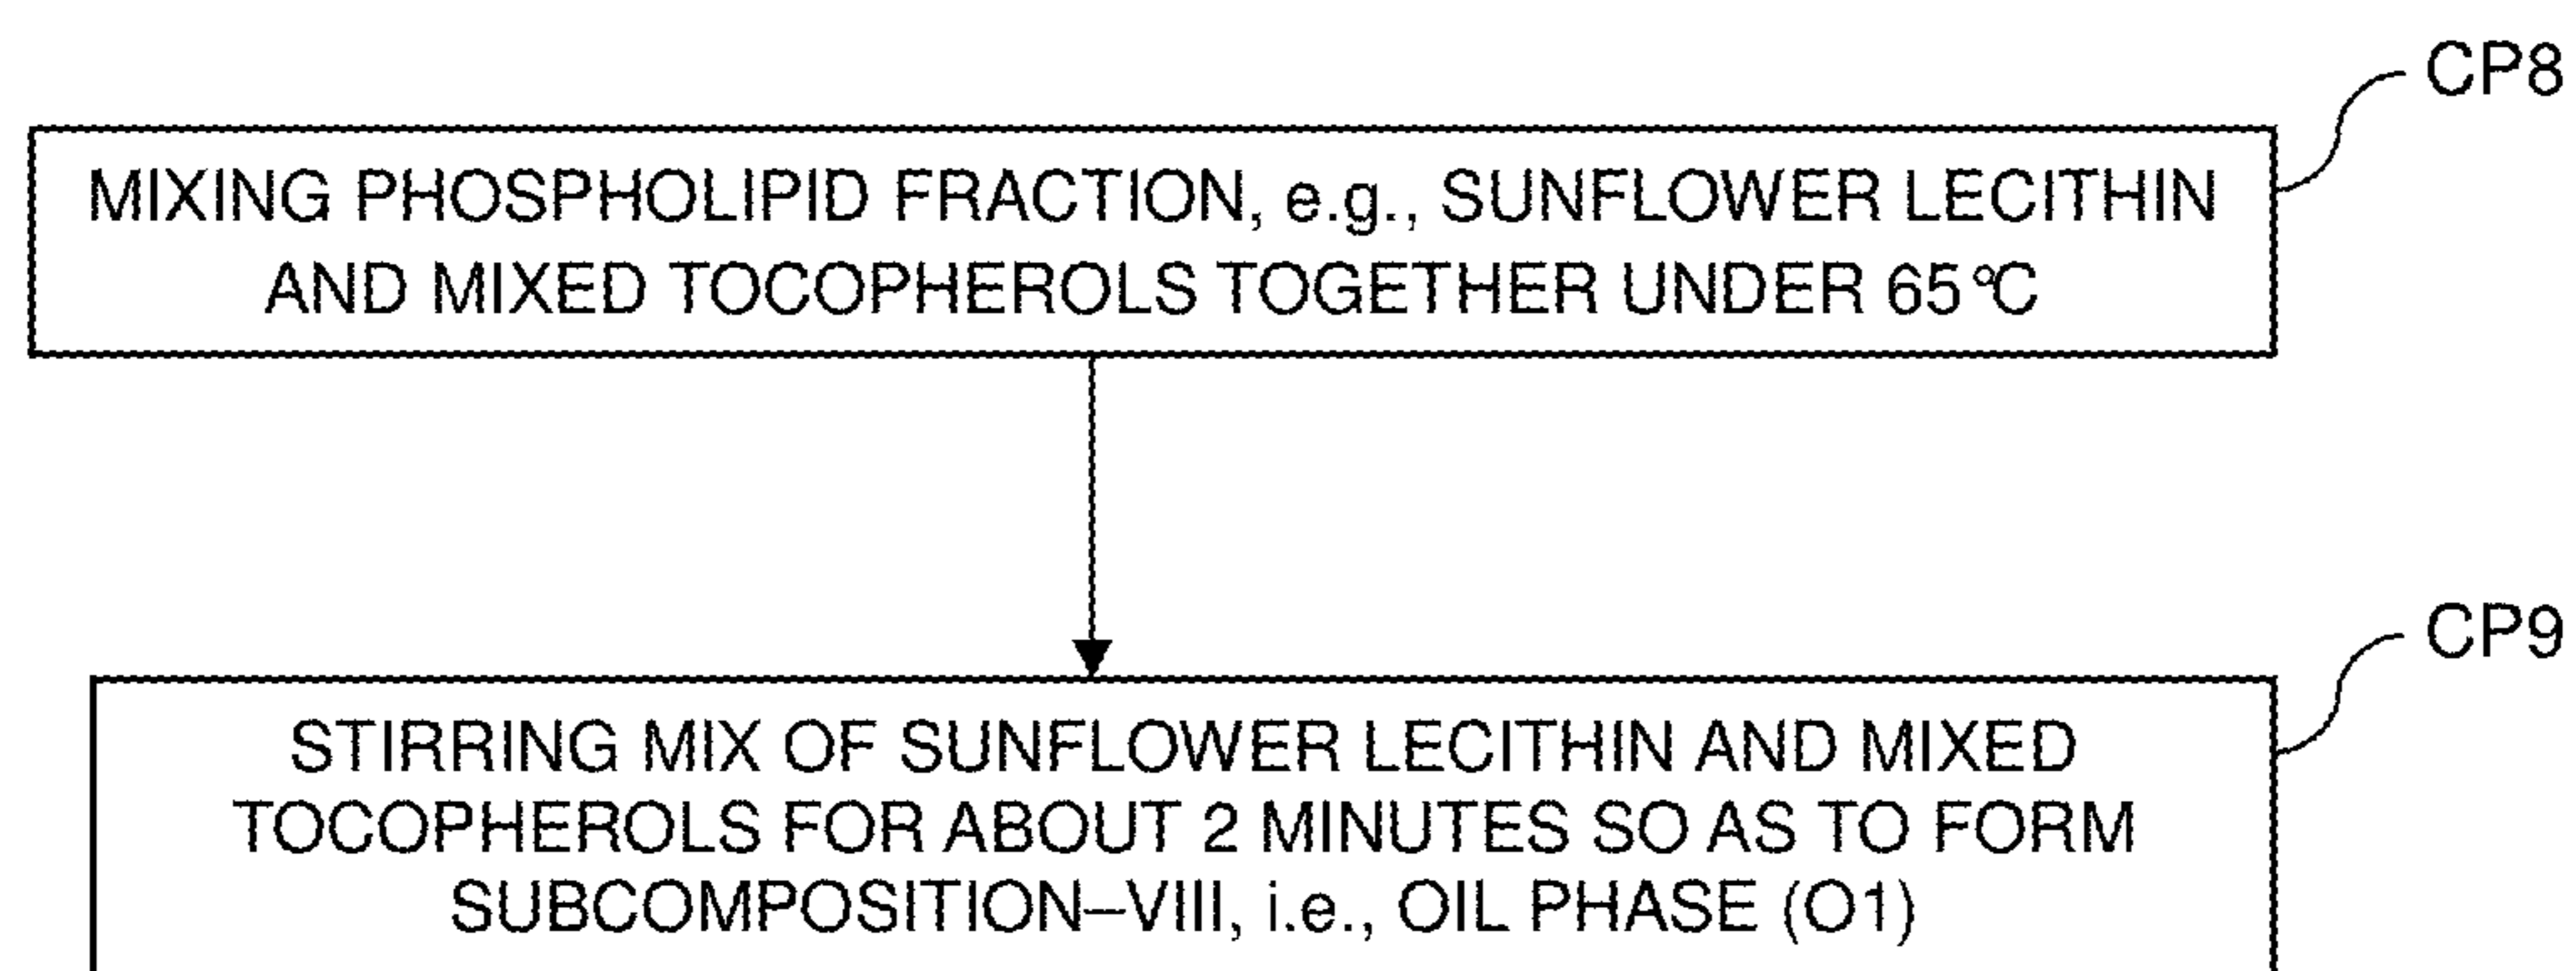 CP8
MIXING PHOSPHOLIPID FRACTION, e.g., SUNFLOWER LECITHIN
AND MIXED TOCOPHEROLS TOGETHER UNDER 65℃
CP9
STIRRING MIX OF SUNFLOWER LECITHIN AND MIXED
TOCOPHEROLS FOR ABOUT 2 MINUTES SO AS TO FORM
SUBCOMPOSITION–VIII, i.e., OIL PHASE (O1)